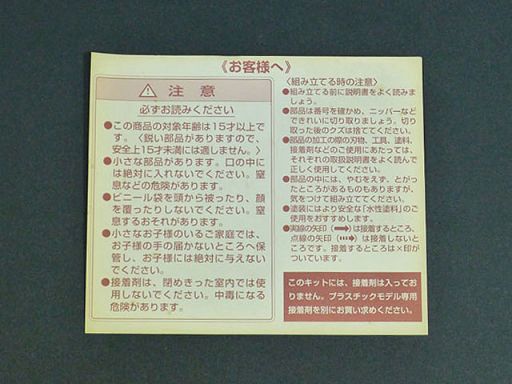 《お客様へ》
⚠ 注意
必ずお読みください
●この商品の対象年齢は15才以上で
す。〈鋭い部品がありますので、
安全上15才未満には適しません。〉
●小さな部品があります。口の中に
は絶対に入れないでください。窒
息などの危険があります。
●ビニール袋を頭から被ったり、顔
を覆ったりしないでください。窒
息するおそれがあります。
●小さなお子様のいるご家庭では、
お子様の手の届かないところへ保
管し、お子様には絶対に与えない
でください。
●接着剤は、閉めきった室内では使
用しないでください。中毒になる
危険があります。
〈組み立てる時の注意〉
●組み立てる前に説明書をよく読みま
しょう。
●部品は番号を確かめ、ニッパーなど
できれいに切り取りましょう。切り
取った後のクズは捨ててください。
●部品の加工の際の刃物、工具、塗料、
接着剤などのご使用にあたっては、
それぞれの取扱説明書をよく読んで
正しく使用してください。
●部品の中には、やむをえず、とがっ
たところがあるものもありますが、
気をつけて組み立ててください。
●塗装にはより安全な「水性塗料」のご
使用をおすすめします。
●実線の矢印(➡)は接着するところ、
点線の矢印(┅➡)は接着しないとこ
ろです。接着するところは×印が
ついています。
このキットには、接着剤は入ってお
りません。プラスチックモデル専用
接着剤を別にお買い求めください。